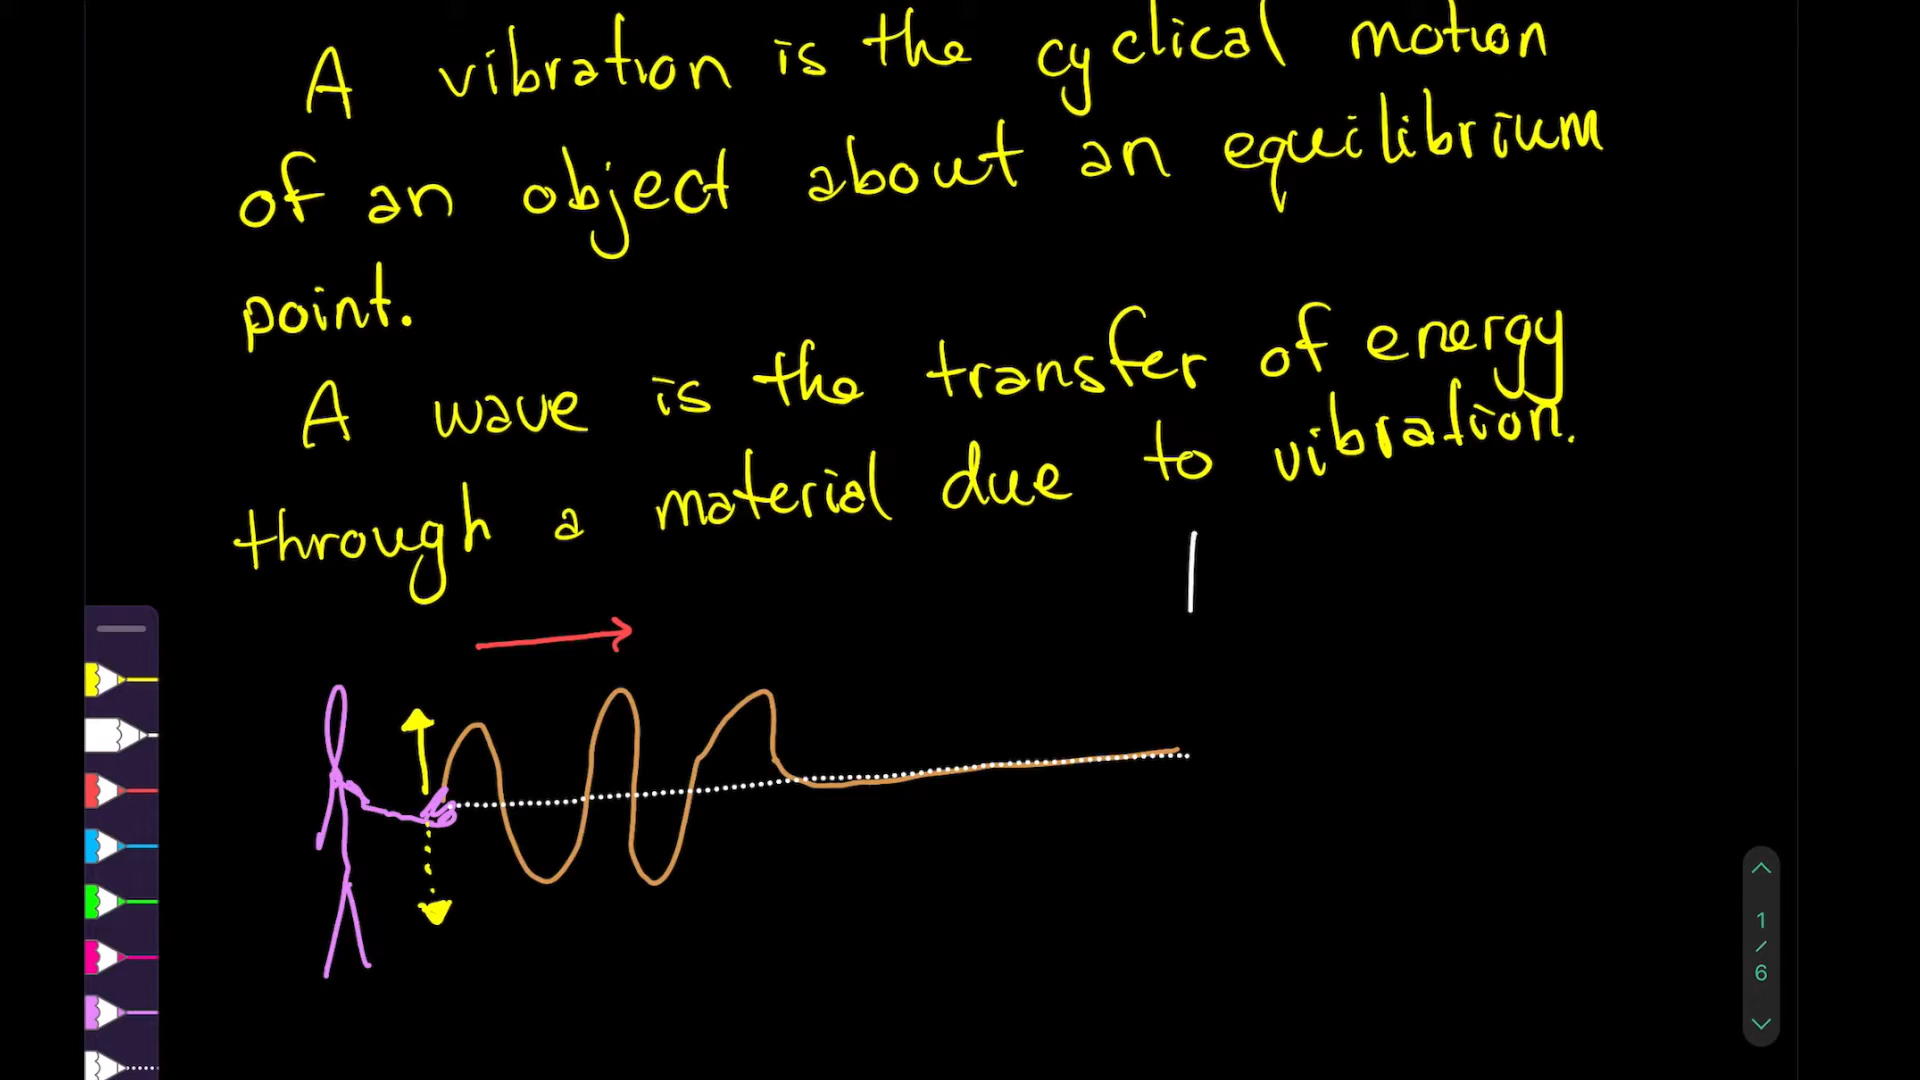 A vibration is the cyclical motion
of an object about an equilibrium
point.
A wave is the transfer of energy
through a material due to vibration.
1
/
6